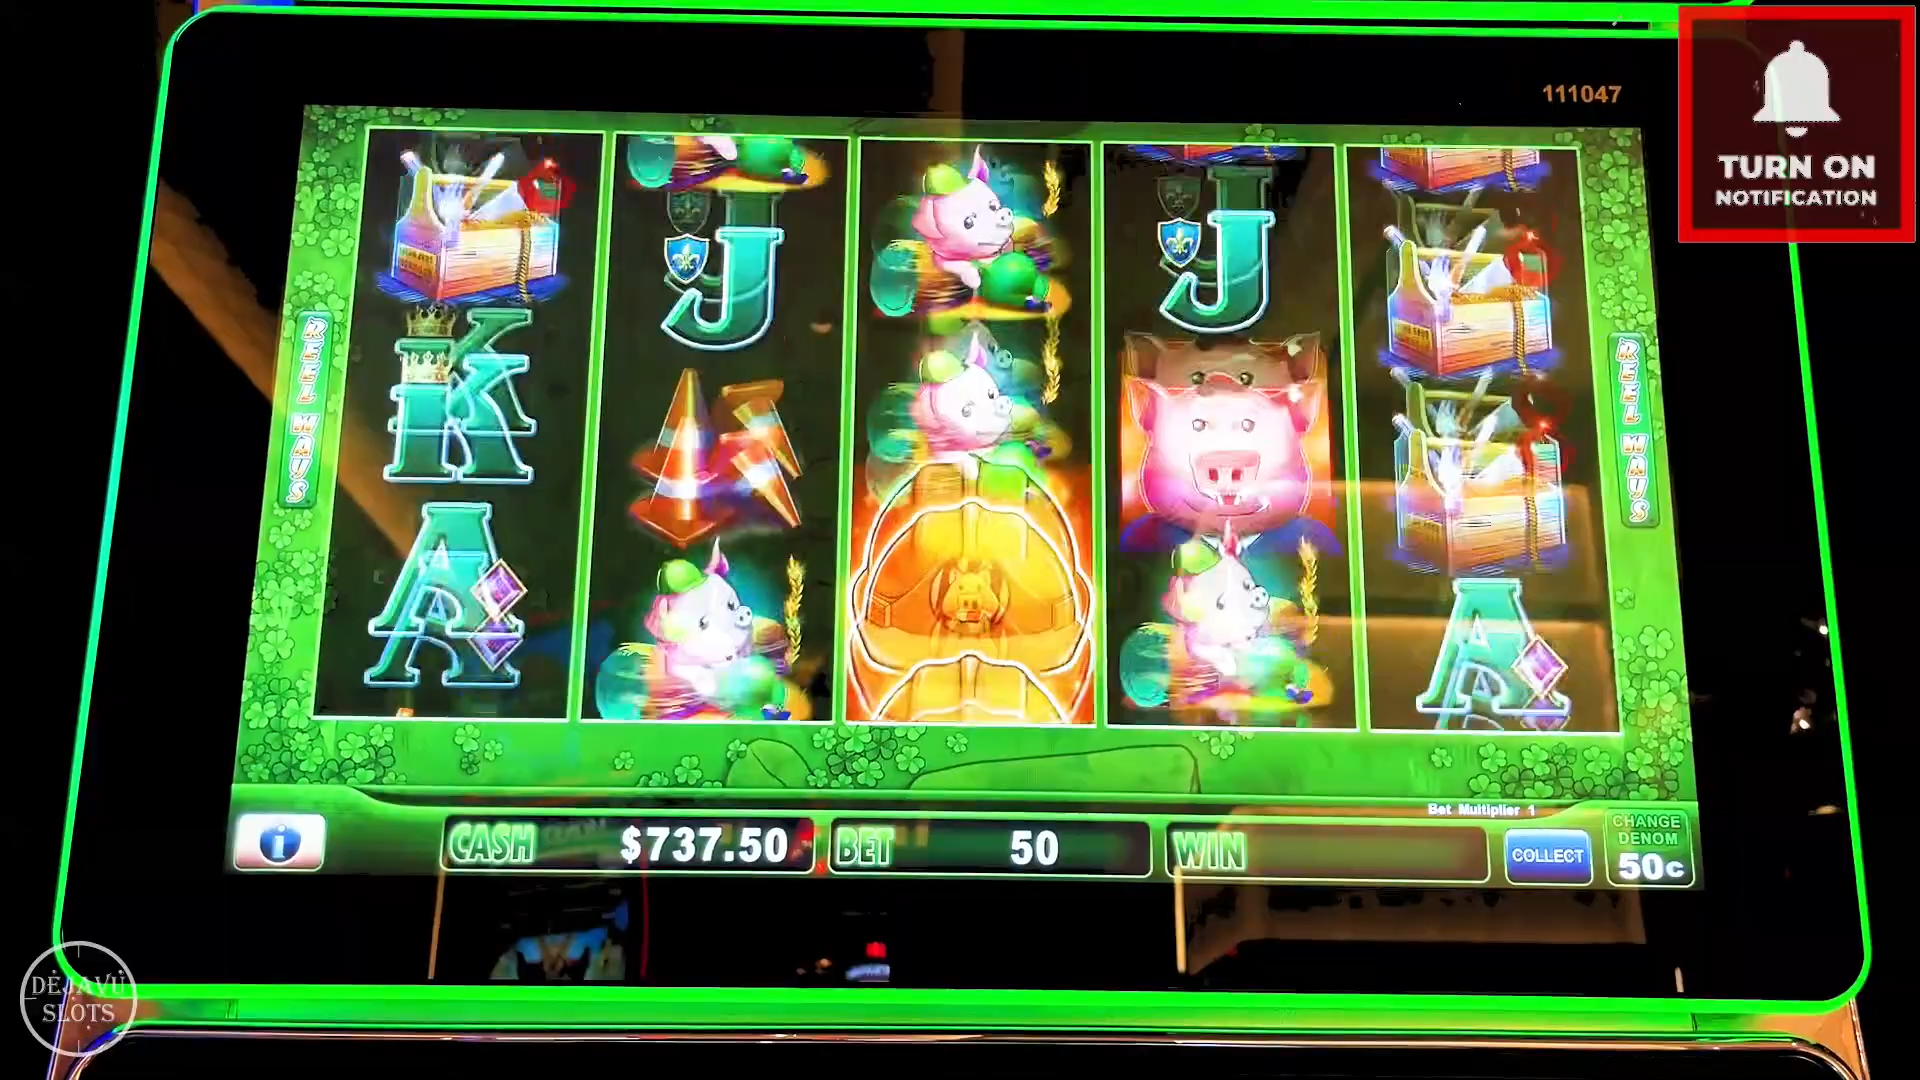 111047
TURN ON
NOTIFICATION
J
J
K
A
A
REEL WAYS
REEL WAYS
Bet Multiplier 1
i
CASH
$737.50
BET
50
WIN
COLLECT
CHANGE
DENOM
50¢
DEJAVU
SLOTS